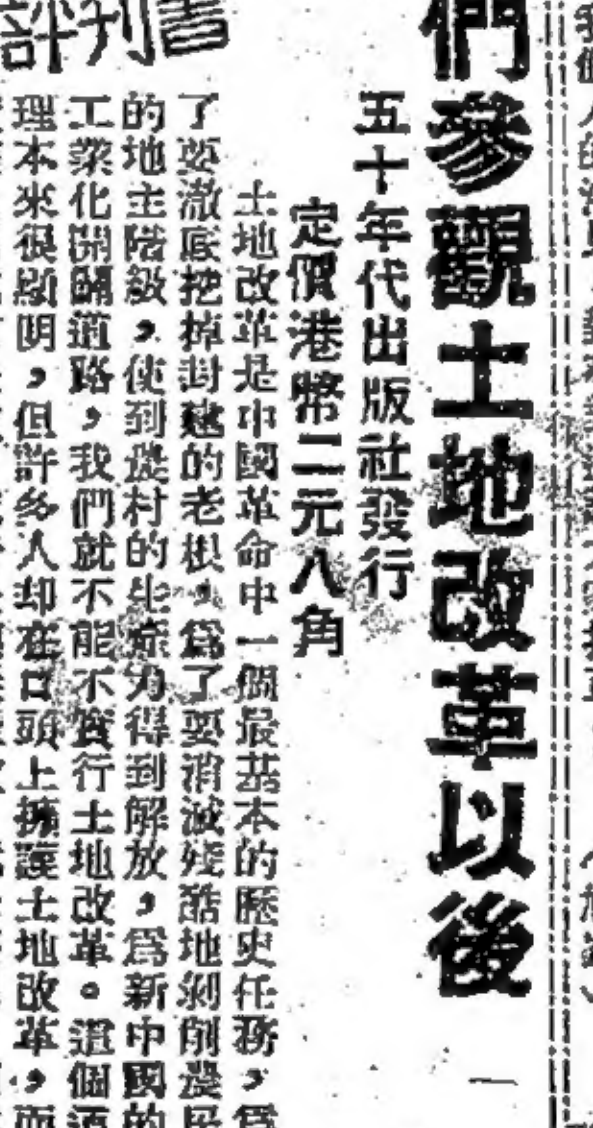 們參觀土地改革以後
五十年代出版社發行
定價港幣二元八角
土地改革是中國革命中一個最基本的歷史任務，爲
了要澈底把掉封建的老根，爲了要消滅殘酷地剝削農民
的地主階級，使到農村的生產力得到解放，爲新中國的
工業化開闢道路，我們就不能不實行土地改革。這個道
理本來很顯明，但許多人却在口頭上擁護土地改革，而
書刊評